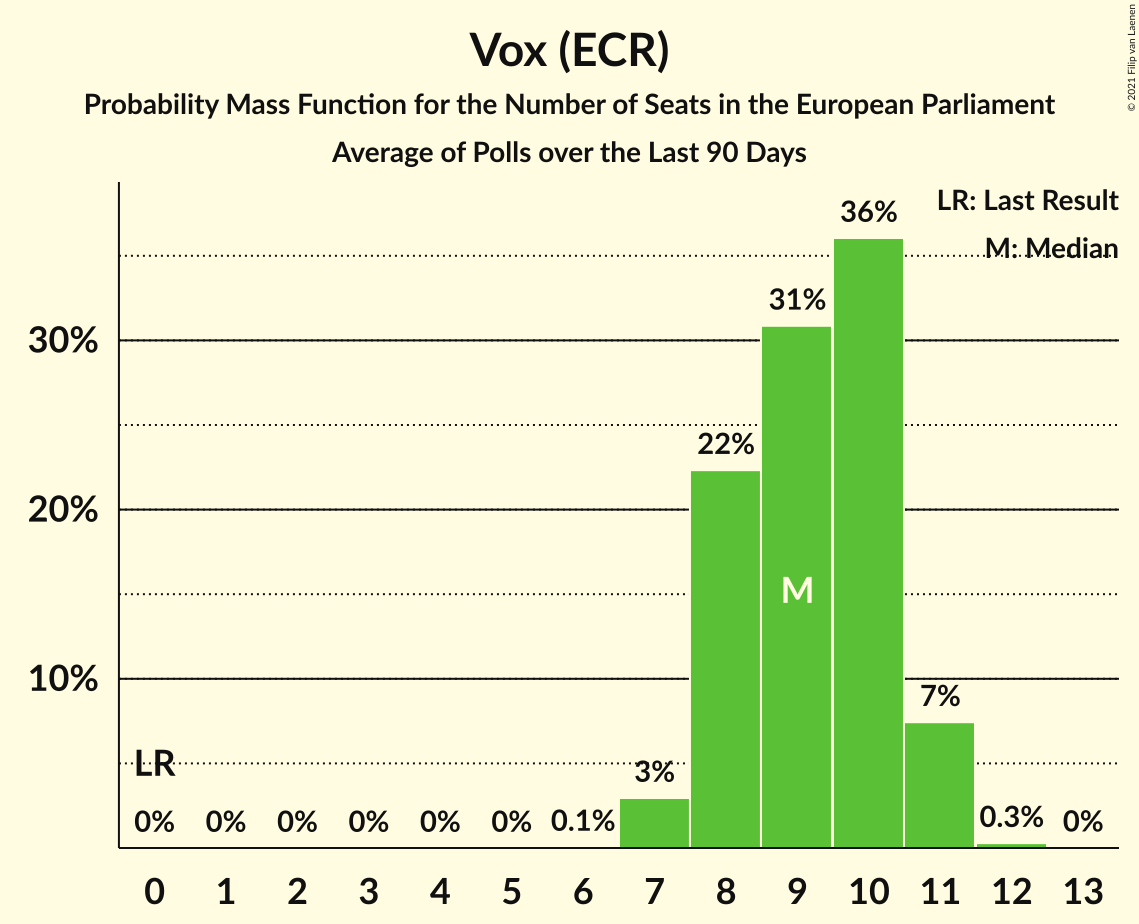 Vox (ECR)
Probability Mass Function for the Number of Seats in the European Parliament
Average of Polls over the Last 90 Days
© 2021 Filip van Laenen
LR: Last Result
M: Median
36%
31%
30%
22%
20%
M
10%
7%
LR
3%
0% 0% 0% 0% 0% 0% 0.1% 0.3% 0%
0 1 2 3 4 5 6 7 8 9 10 11 12 13